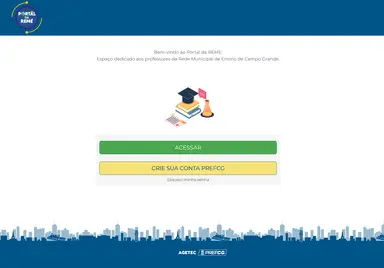 PORTAL
DA
REME
Bem-vindo ao Portal da REME!
Espaço dedicado aos professores da Rede Municipal de Ensino de Campo Grande.
ACESSAR
CRIE SUA CONTA PREFCG
Esqueci minha senha
AGETEC
PREFCG